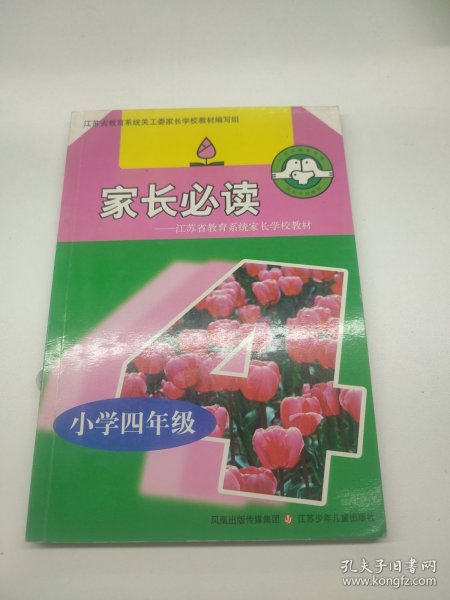 江苏省教育系统关工委家长学校教材编写组
家长必读
——江苏省教育系统家长学校教材
4
小学四年级
凤凰出版传媒集团 江苏少年儿童出版社
孔夫子旧书网
www.kongfz.com